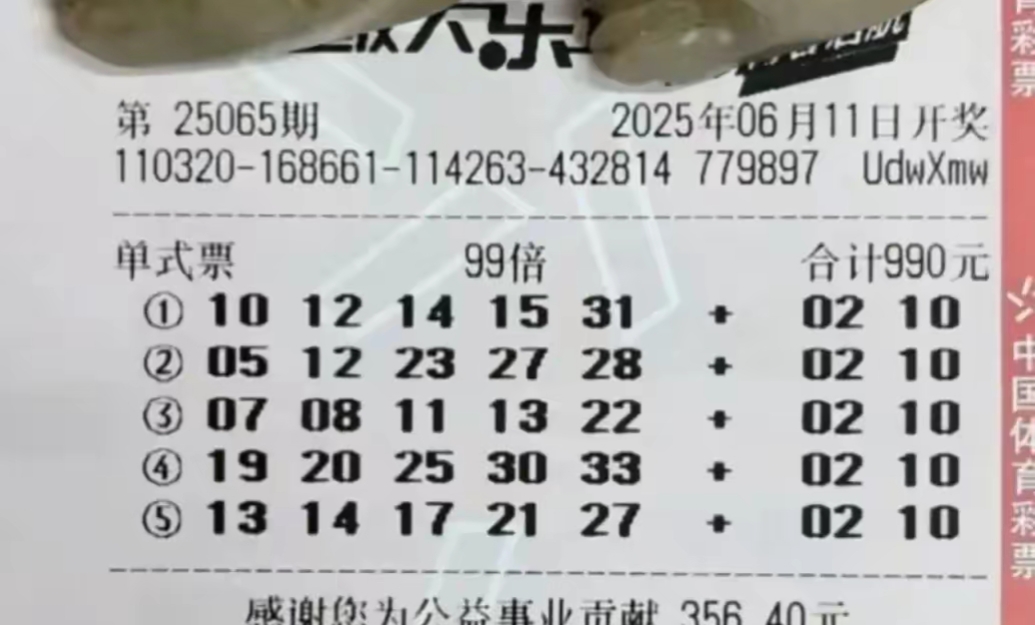 大乐
第 25065期 2025年06月11日开奖
110320-168661-114263-432814 779897 UdwXmw
单式票 99倍 合计990元
① 10 12 14 15 31 + 02 10
② 05 12 23 27 28 + 02 10
③ 07 08 11 13 22 + 02 10
④ 19 20 25 30 33 + 02 10
⑤ 13 14 17 21 27 + 02 10
感谢您为公益事业贡献 356.40元
育彩票
中国体育彩票